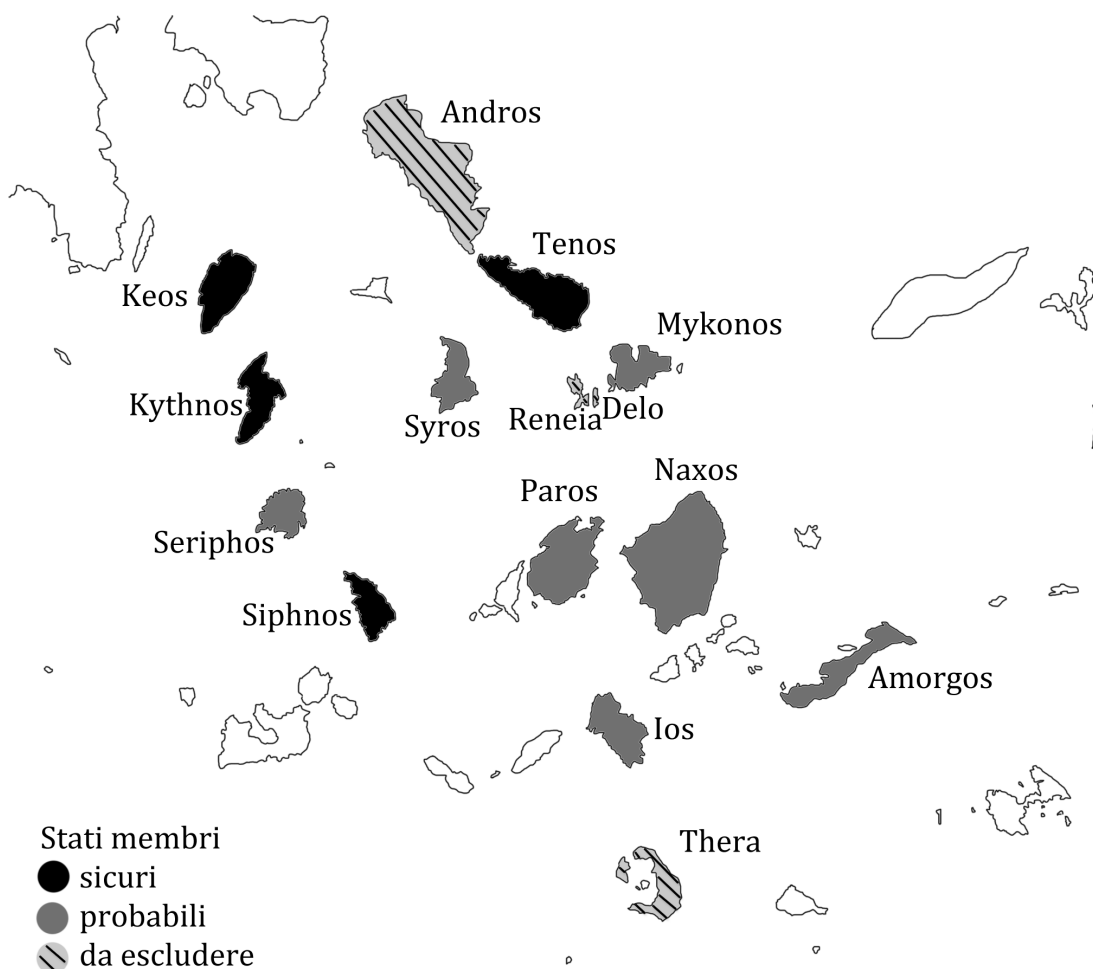 Andros
Tenos
Keos
Mykonos
Kythnos
Syros
Reneia
Delo
Naxos
Paros
Seriphos
Siphnos
Amorgos
Ios
Thera
Stati membri
sicuri
probabili
da escludere